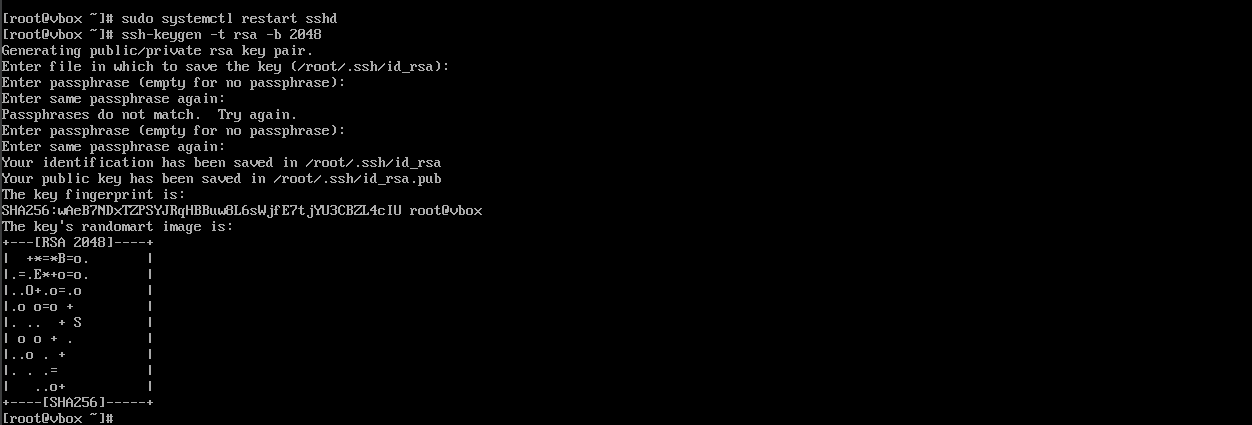 [root@vbox ~]# sudo systemctl restart sshd
[root@vbox ~]# ssh-keygen -t rsa -b 2048
Generating public/private rsa key pair.
Enter file in which to save the key (/root/.ssh/id_rsa):
Enter passphrase (empty for no passphrase):
Enter same passphrase again:
Passphrases do not match.  Try again.
Enter passphrase (empty for no passphrase):
Enter same passphrase again:
Your identification has been saved in /root/.ssh/id_rsa
Your public key has been saved in /root/.ssh/id_rsa.pub
The key fingerprint is:
SHA256:wAeB7NDxTZPSYJRqHBBuw8L6sWjfE7tjYU3CBZL4cIU root@vbox
The key's randomart image is:
+---[RSA 2048]----+
|  +*=*B=o.       |
|.=.E*+o=o.       |
|..O+.o=.o        |
|.o o=o +         |
|. ..  + S        |
| o o + .         |
|..o . +          |
|. . .=           |
|   ..o+          |
+----[SHA256]-----+
[root@vbox ~]#